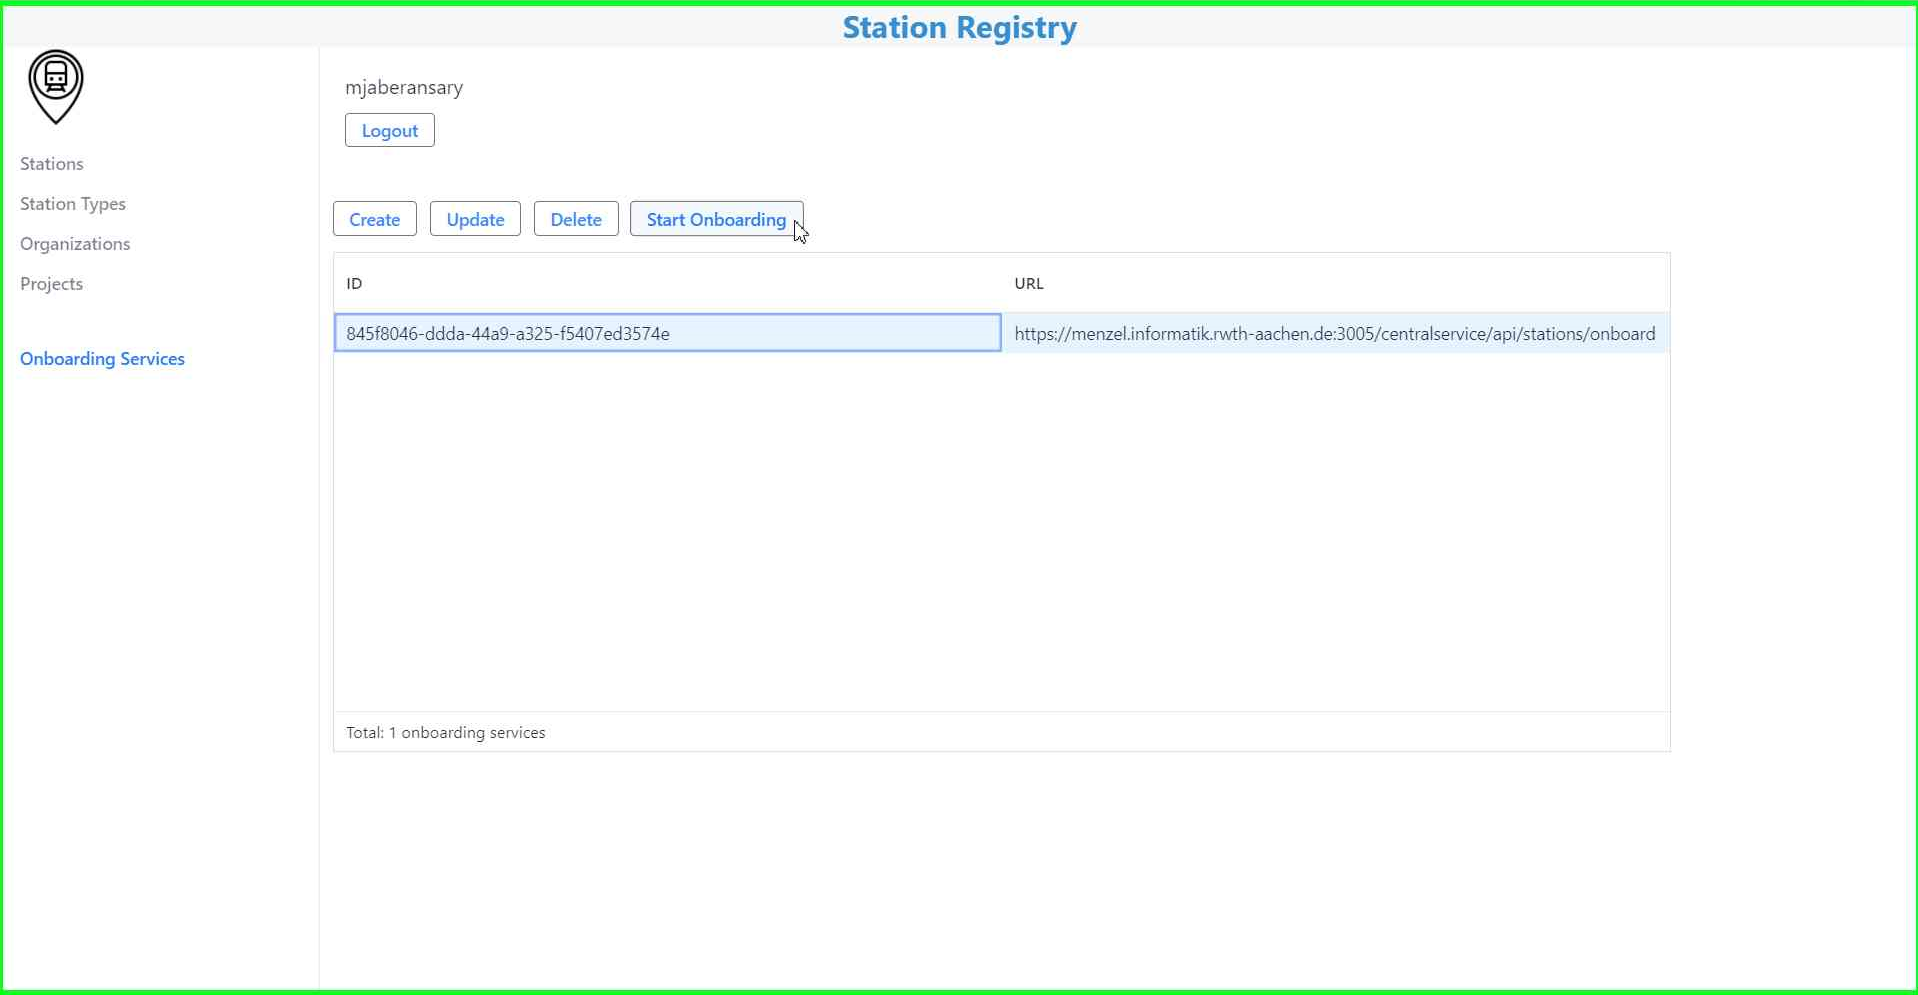 Station Registry
mjaberansary
Logout
Stations
Station Types
Organizations
Projects
Onboarding Services
Create Update Delete Start Onboarding
ID URL
845f8046-ddda-44a9-a325-f5407ed3574e https://menzel.informatik.rwth-aachen.de:3005/centralservice/api/stations/onboard
Total: 1 onboarding services